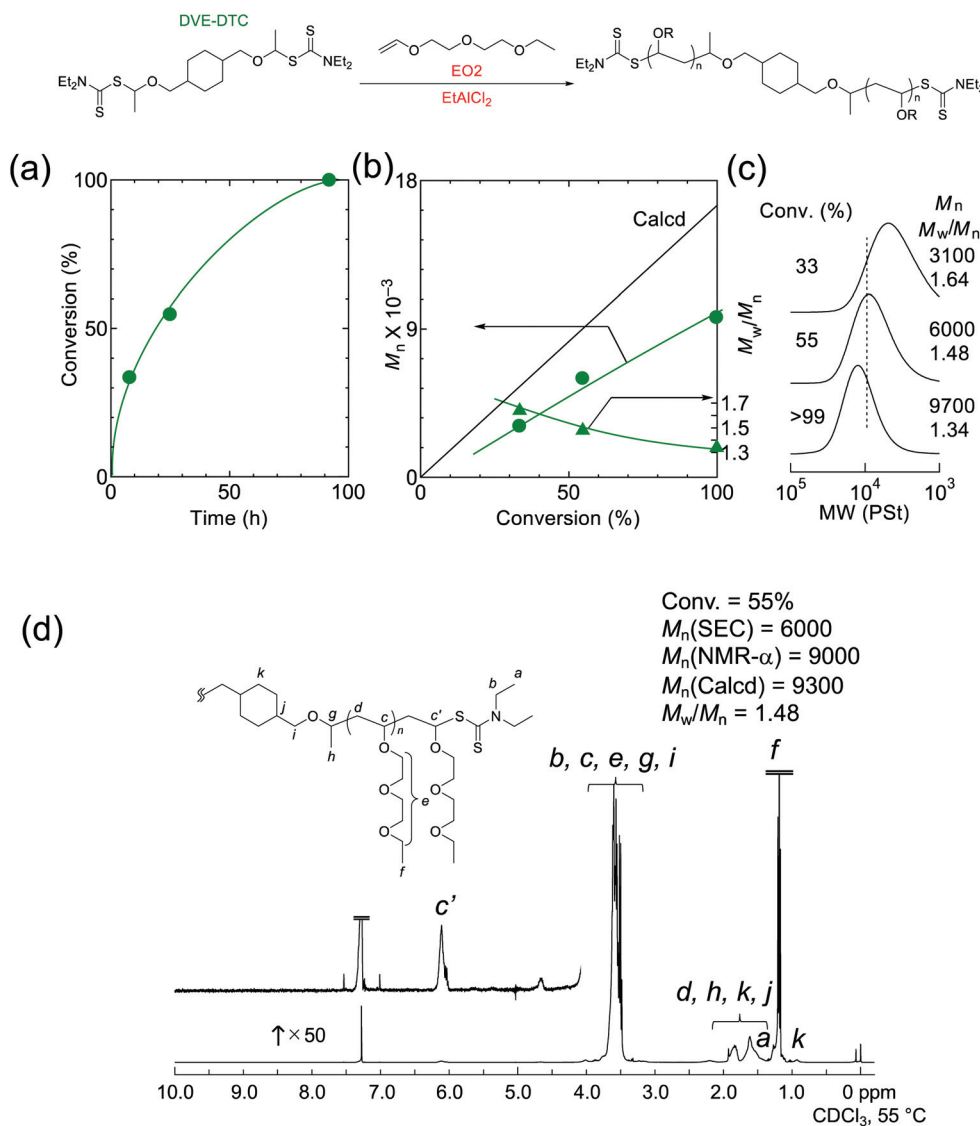 DVE-DTC
Et₂N S S O O S S NEt₂
O O O
EO2
EtAlCl₂
Et₂N S S OR n O O n OR S S NEt₂
(a)
100
50
0
0 50 100
Conversion (%)
Time (h)
(b)
18
9
0
0 50 100
Mn X 10⁻³
Conversion (%)
Calcd
1.7
1.5
1.3
Mw/Mn
(c)
Conv. (%)
Mn
Mw/Mn
33
3100
1.64
55
6000
1.48
>99
9700
1.34
10⁵ 10⁴ 10³
MW (PSt)
(d)
Conv. = 55%
Mn(SEC) = 6000
Mn(NMR-α) = 9000
Mn(Calcd) = 9300
Mw/Mn = 1.48
k j i O g h d c n c' S S N b a
O O O e f
O O O
b, c, e, g, i
f
c'
d, h, k, j
a
k
↑×50
10.0 9.0 8.0 7.0 6.0 5.0 4.0 3.0 2.0 1.0 0 ppm
CDCl₃, 55 °C